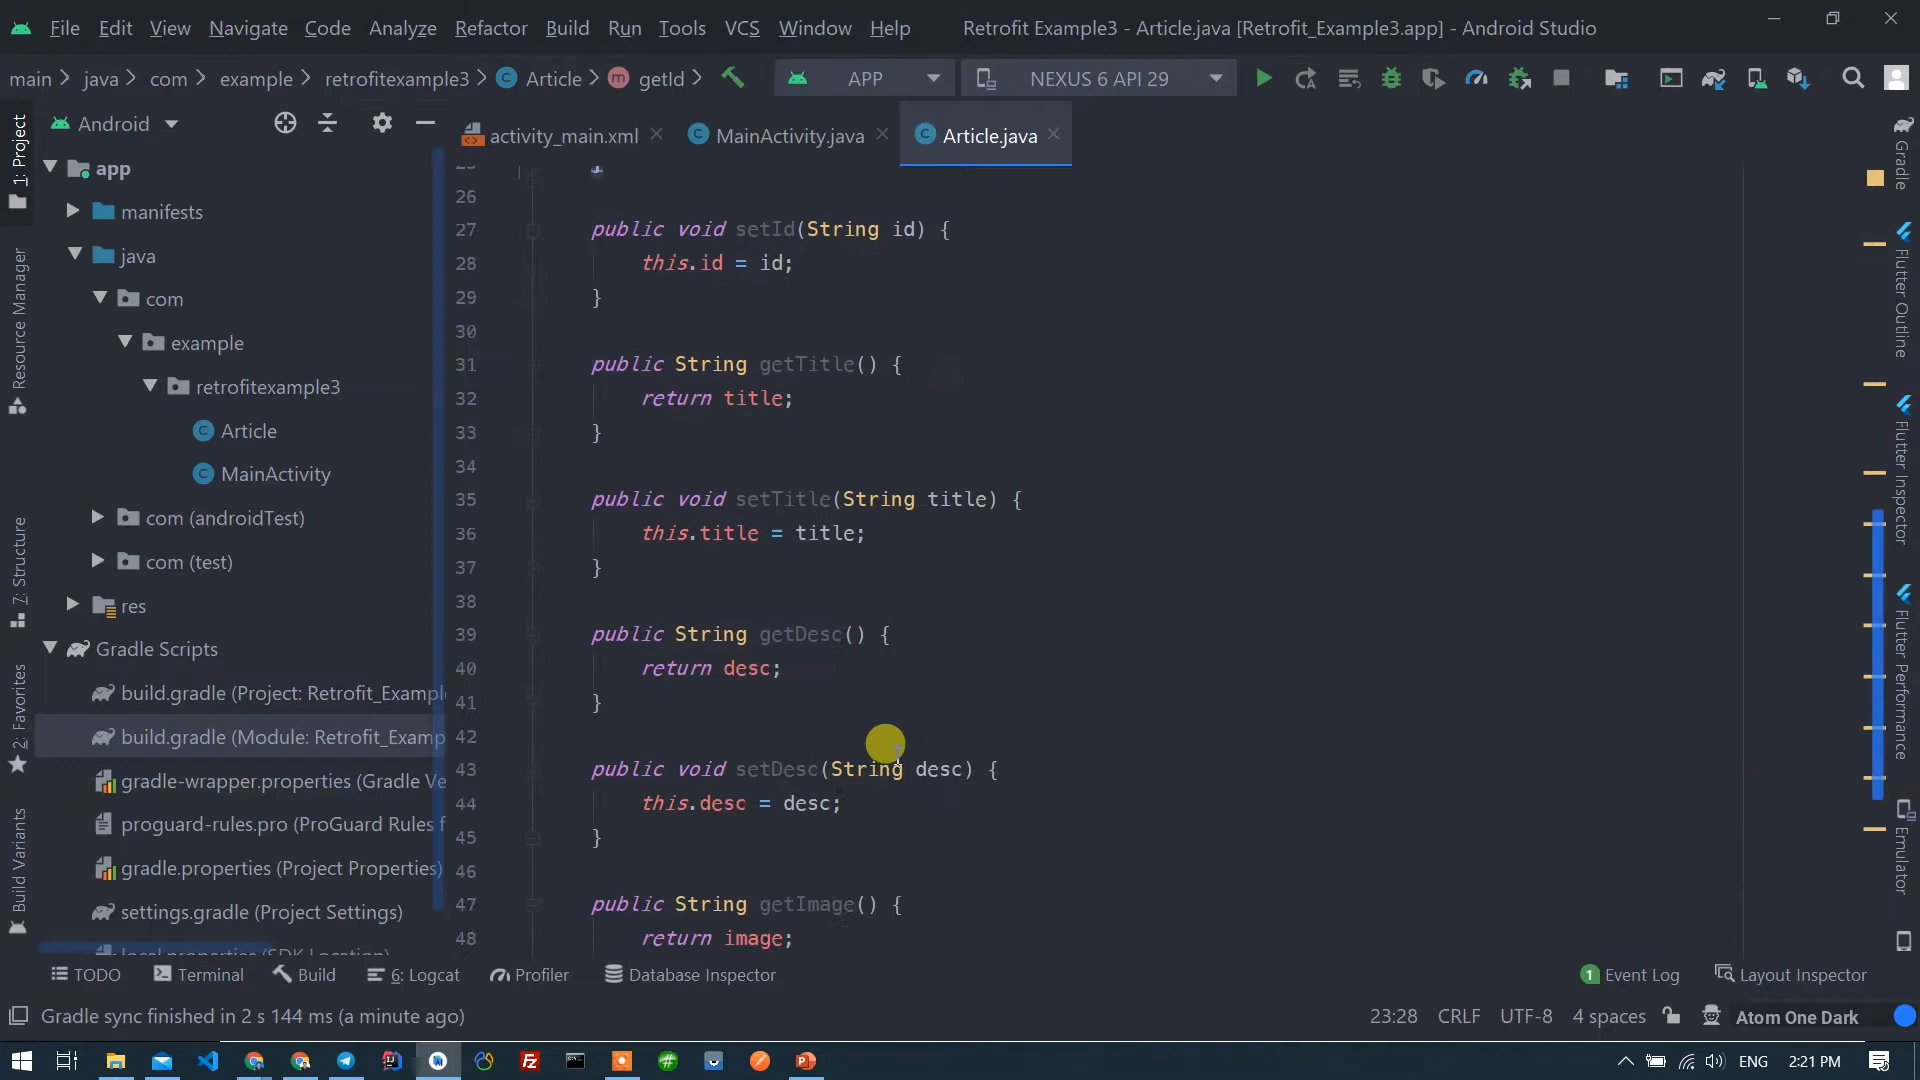 File Edit View Navigate Code Analyze Refactor Build Run Tools VCS Window Help Retrofit Example3 - Article.java [Retrofit_Example3.app] - Android Studio
main java com example retrofitexample3 Article getId APP NEXUS 6 API 29
Android
activity_main.xml MainActivity.java Article.java
1: Project
Resource Manager
7: Structure
2: Favorites
Build Variants
app
manifests
java
com
example
retrofitexample3
Article
MainActivity
com (androidTest)
com (test)
res
Gradle Scripts
build.gradle (Project: Retrofit_Exampl
build.gradle (Module: Retrofit_Examp
gradle-wrapper.properties (Gradle Ve
proguard-rules.pro (ProGuard Rules f
gradle.properties (Project Properties)
settings.gradle (Project Settings)
local.properties (SDK Location)
26
27 public void setId(String id) {
28 this.id = id;
29 }
30
31 public String getTitle() {
32 return title;
33 }
34
35 public void setTitle(String title) {
36 this.title = title;
37 }
38
39 public String getDesc() {
40 return desc;
41 }
42
43 public void setDesc(String desc) {
44 this.desc = desc;
45 }
46
47 public String getImage() {
48 return image;
Gradle
Flutter Outline
Flutter Inspector
Flutter Performance
Emulator
TODO Terminal Build 6: Logcat Profiler Database Inspector 1 Event Log Layout Inspector
Gradle sync finished in 2 s 144 ms (a minute ago) 23:28 CRLF UTF-8 4 spaces Atom One Dark
ENG 2:21 PM